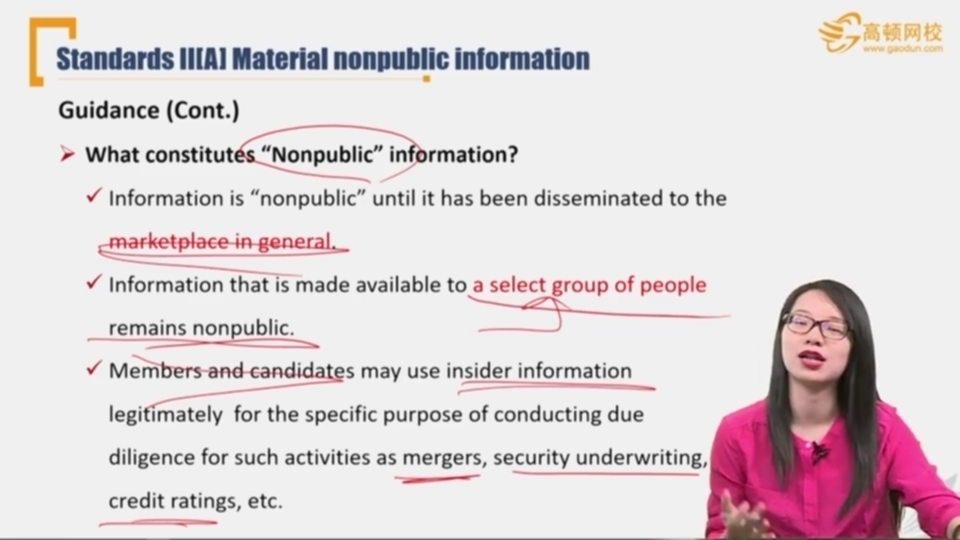 Standards II[A] Material nonpublic information
高顿网校
www.gaodun.com
Guidance (Cont.)
What constitutes “Nonpublic” information?
Information is “nonpublic” until it has been disseminated to the
marketplace in general.
Information that is made available to a select group of people
remains nonpublic.
Members and candidates may use insider information
legitimately for the specific purpose of conducting due
diligence for such activities as mergers, security underwriting,
credit ratings, etc.